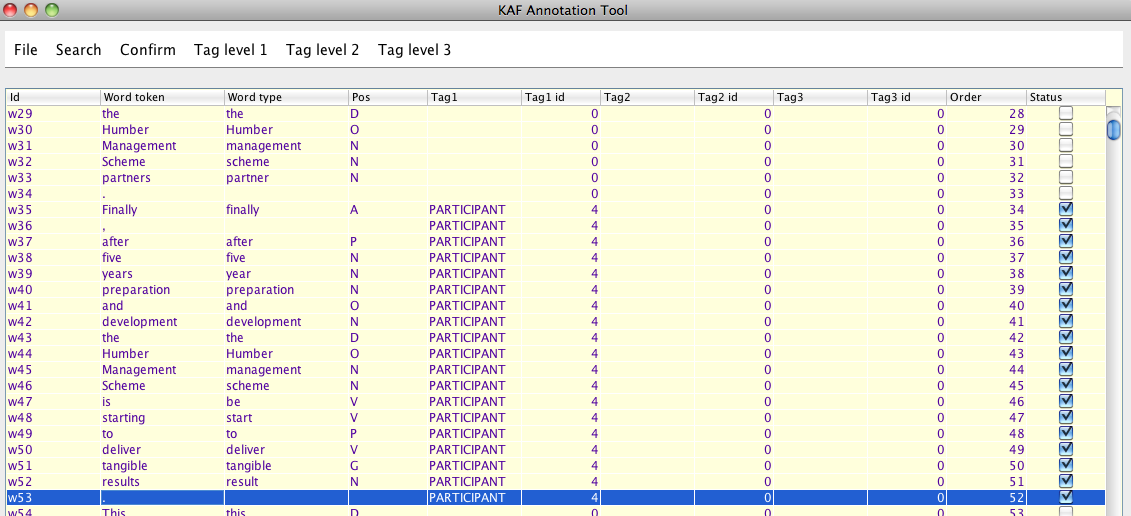 KAF Annotation Tool
File Search Confirm Tag level 1 Tag level 2 Tag level 3
Id Word token Word type Pos Tag1 Tag1 id Tag2 Tag2 id Tag3 Tag3 id Order Status
w29 the the D 0 0 0 28
w30 Humber Humber O 0 0 0 29
w31 Management management N 0 0 0 30
w32 Scheme scheme N 0 0 0 31
w33 partners partner N 0 0 0 32
w34 . 0 0 0 33
w35 Finally finally A PARTICIPANT 4 0 0 34
w36 , PARTICIPANT 4 0 0 35
w37 after after P PARTICIPANT 4 0 0 36
w38 five five N PARTICIPANT 4 0 0 37
w39 years year N PARTICIPANT 4 0 0 38
w40 preparation preparation N PARTICIPANT 4 0 0 39
w41 and and O PARTICIPANT 4 0 0 40
w42 development development N PARTICIPANT 4 0 0 41
w43 the the D PARTICIPANT 4 0 0 42
w44 Humber Humber O PARTICIPANT 4 0 0 43
w45 Management management N PARTICIPANT 4 0 0 44
w46 Scheme scheme N PARTICIPANT 4 0 0 45
w47 is be V PARTICIPANT 4 0 0 46
w48 starting start V PARTICIPANT 4 0 0 47
w49 to to P PARTICIPANT 4 0 0 48
w50 deliver deliver V PARTICIPANT 4 0 0 49
w51 tangible tangible G PARTICIPANT 4 0 0 50
w52 results result N PARTICIPANT 4 0 0 51
w53 . PARTICIPANT 4 0 0 52
w54 This this D 0 0 0 53